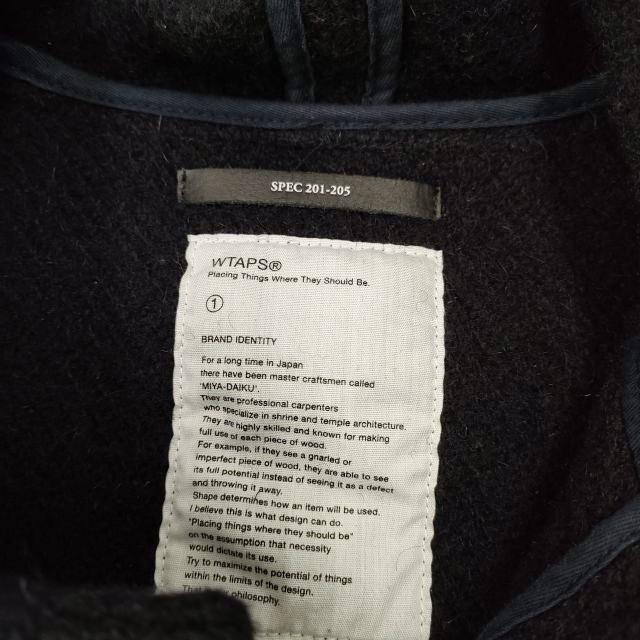 SPEC 201-205
WTAPS®
Placing Things Where They Should Be.
1
BRAND IDENTITY
For a long time in Japan
there have been master craftsmen called
'MIYA-DAIKU'.
They are professional carpenters
who specialize in shrine and temple architecture.
They are highly skilled and known for making
full use of each piece of wood.
For example, if they see a gnarled or
imperfect piece of wood, they are able to see
its full potential instead of seeing it as a defect
and throwing it away.
Shape determines how an item will be used.
I believe this is what design can do.
"Placing things where they should be"
on the assumption that necessity
would dictate its use.
Try to maximize the potential of things
within the limits of the design.
philosophy.